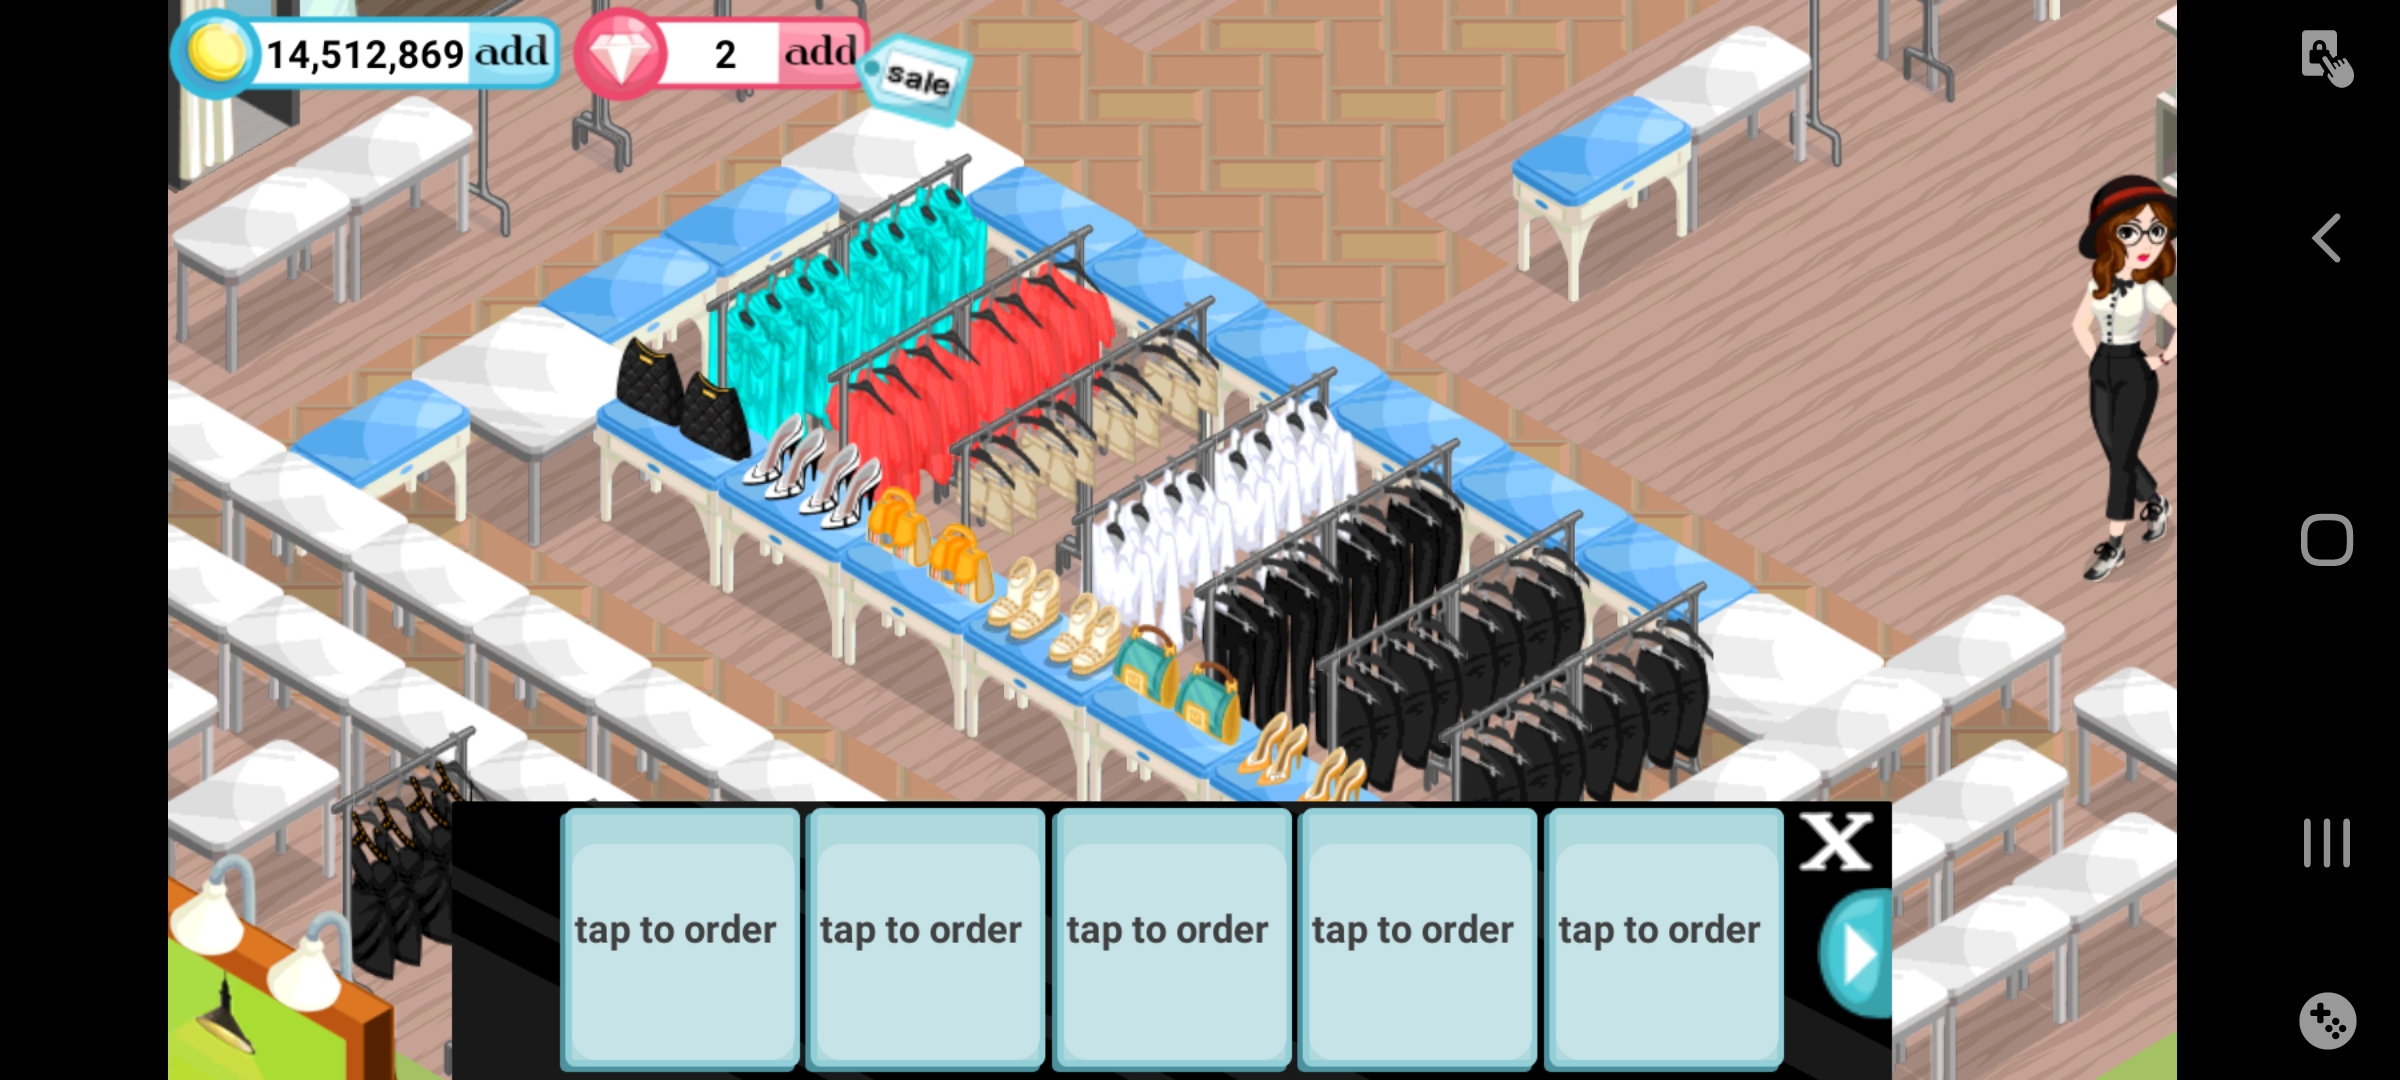 14,512,869 add
2 add
sale
X
tap to order
tap to order
tap to order
tap to order
tap to order